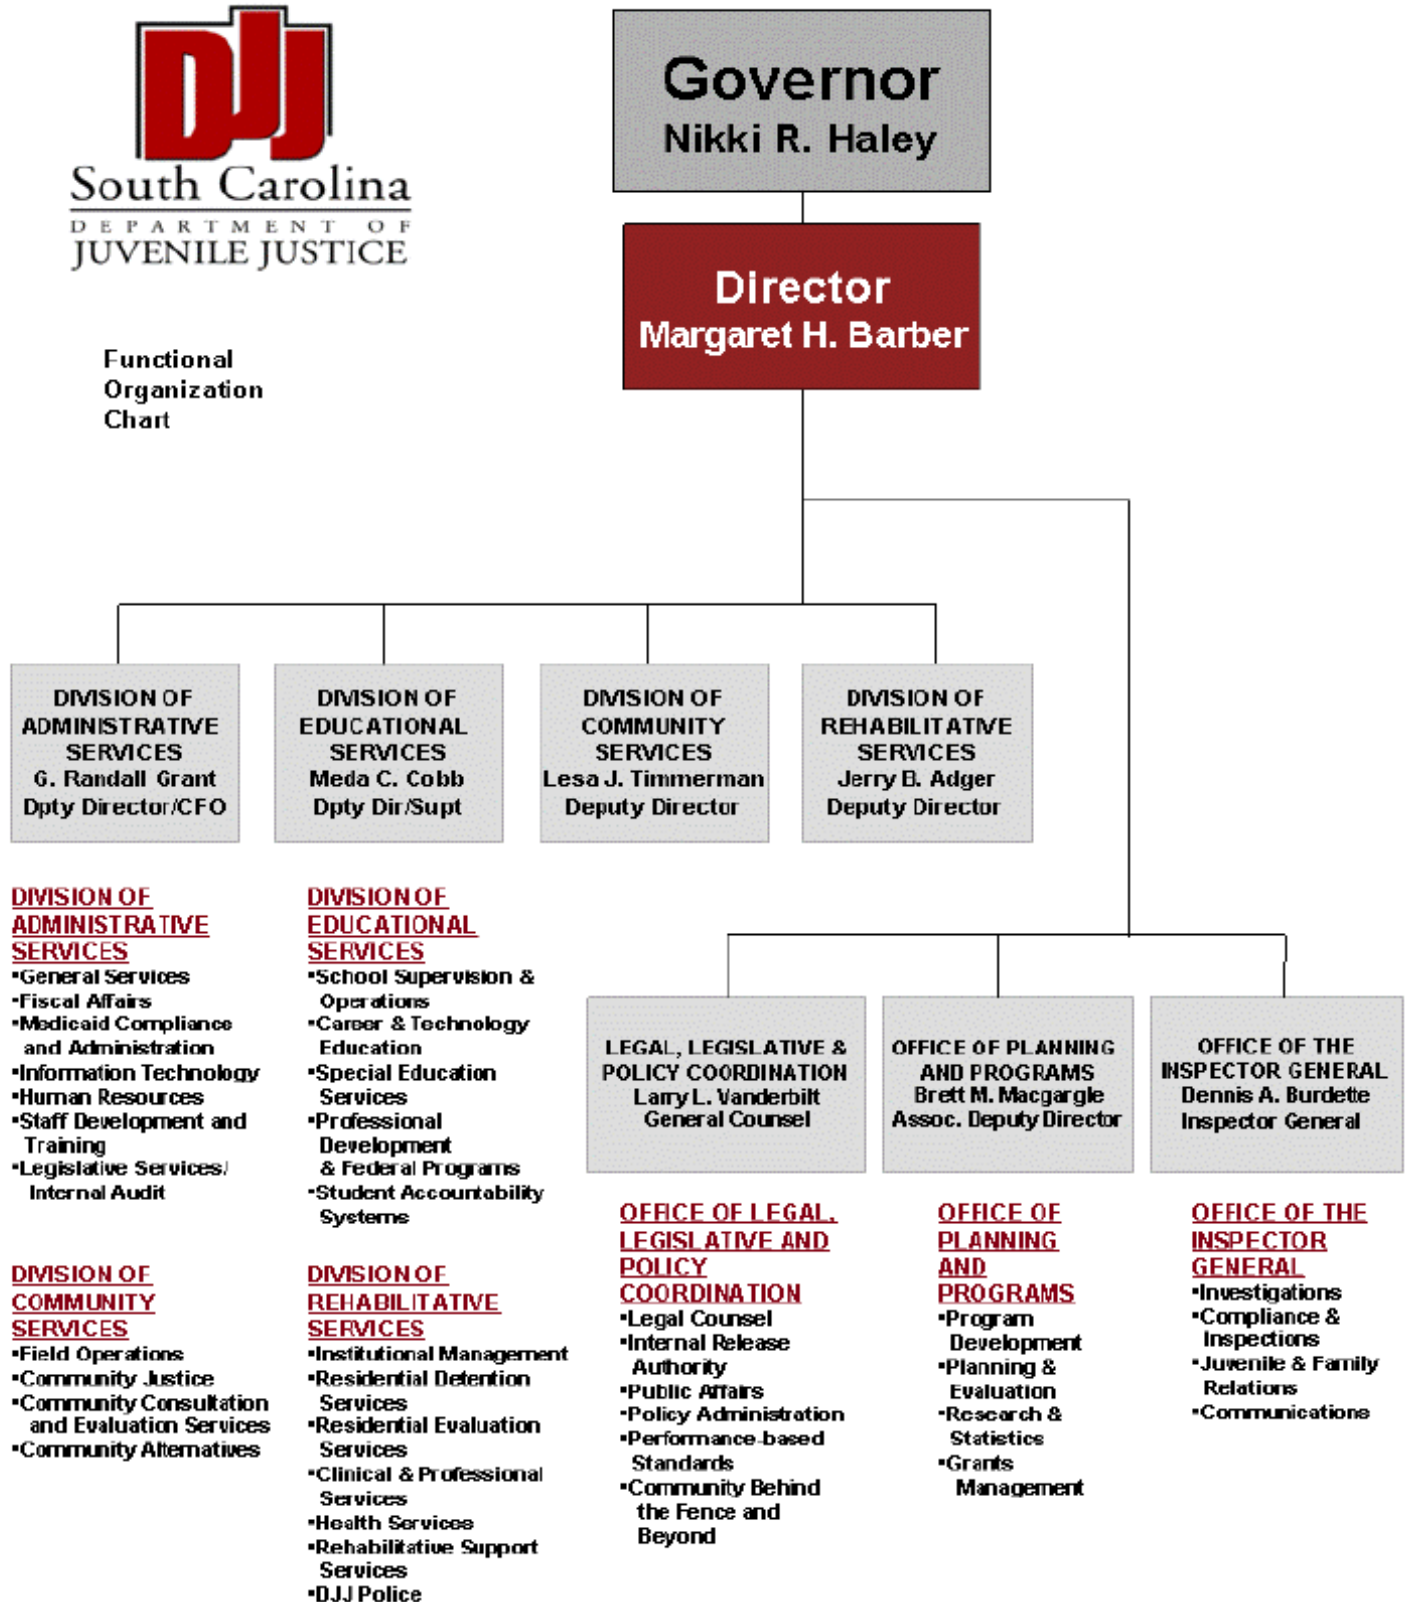 DJJ
South Carolina
DEPARTMENT OF
JUVENILE JUSTICE
Functional
Organization
Chart
Governor
Nikki R. Haley
Director
Margaret H. Barber
DIVISION OF
ADMINISTRATIVE
SERVICES
G. Randall Grant
Dpty Director/CFO
DIVISION OF
EDUCATIONAL
SERVICES
Meda C. Cobb
Dpty Dir/Supt
DIVISION OF
COMMUNITY
SERVICES
Lesa J. Timmerman
Deputy Director
DIVISION OF
REHABILITATIVE
SERVICES
Jerry B. Adger
Deputy Director
DIVISION OF
ADMINISTRATIVE
SERVICES
▪General Services
▪Fiscal Affairs
▪Medicaid Compliance
and Administration
▪Information Technology
▪Human Resources
▪Staff Development and
Training
▪Legislative Services/
Internal Audit
DIVISION OF
EDUCATIONAL
SERVICES
▪School Supervision &
Operations
▪Career & Technology
Education
▪Special Education
Services
▪Professional
Development
& Federal Programs
▪Student Accountability
Systems
DIVISION OF
COMMUNITY
SERVICES
▪Field Operations
▪Community Justice
▪Community Consultation
and Evaluation Services
▪Community Alternatives
DIVISION OF
REHABILITATIVE
SERVICES
▪Institutional Management
▪Residential Detention
Services
▪Residential Evaluation
Services
▪Clinical & Professional
Services
▪Health Services
▪Rehabilitative Support
Services
▪DJJ Police
LEGAL, LEGISLATIVE &
POLICY COORDINATION
Larry L. Vanderbilt
General Counsel
OFFICE OF PLANNING
AND PROGRAMS
Brett M. Macgargle
Assoc. Deputy Director
OFFICE OF THE
INSPECTOR GENERAL
Dennis A. Burdette
Inspector General
OFFICE OF LEGAL,
LEGISLATIVE AND
POLICY
COORDINATION
▪Legal Counsel
▪Internal Release
Authority
▪Public Affairs
▪Policy Administration
▪Performance-based
Standards
▪Community Behind
the Fence and
Beyond
OFFICE OF
PLANNING
AND
PROGRAMS
▪Program
Development
▪Planning &
Evaluation
▪Research &
Statistics
▪Grants
Management
OFFICE OF THE
INSPECTOR
GENERAL
▪Investigations
▪Compliance &
Inspections
▪Juvenile & Family
Relations
▪Communications